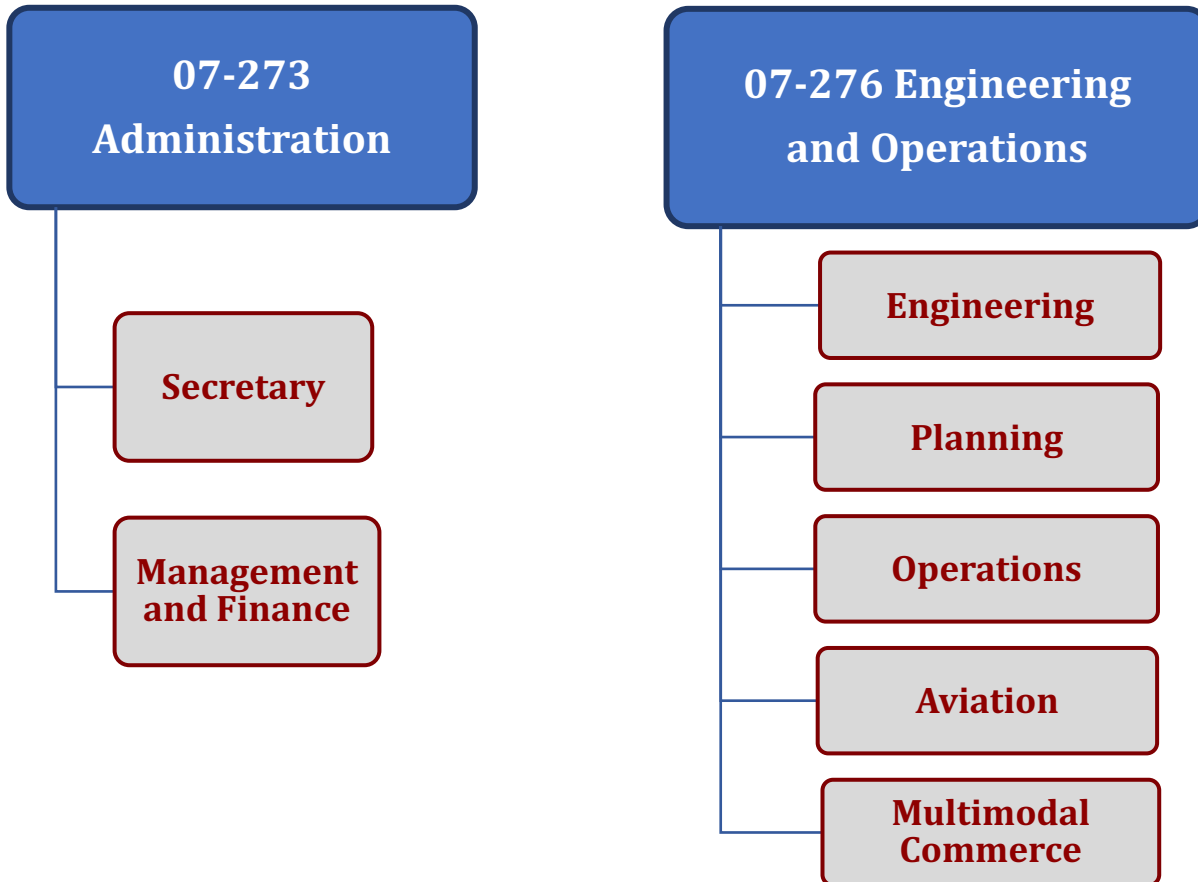 07-273
Administration
Secretary
Management
and Finance
07-276 Engineering
and Operations
Engineering
Planning
Operations
Aviation
Multimodal
Commerce